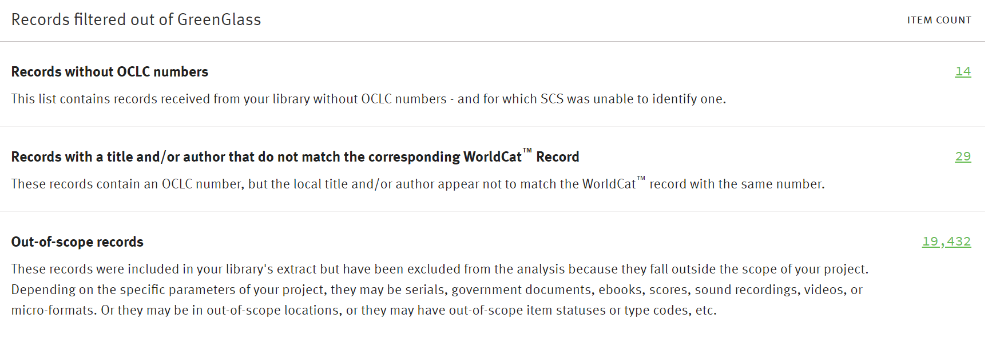 Records filtered out of GreenGlass ITEM COUNT
Records without OCLC numbers 14
This list contains records received from your library without OCLC numbers - and for which SCS was unable to identify one.
Records with a title and/or author that do not match the corresponding WorldCat™ Record 29
These records contain an OCLC number, but the local title and/or author appear not to match the WorldCat™ record with the same number.
Out-of-scope records 19,432
These records were included in your library's extract but have been excluded from the analysis because they fall outside the scope of your project.
Depending on the specific parameters of your project, they may be serials, government documents, ebooks, scores, sound recordings, videos, or
micro-formats. Or they may be in out-of-scope locations, or they may have out-of-scope item statuses or type codes, etc.